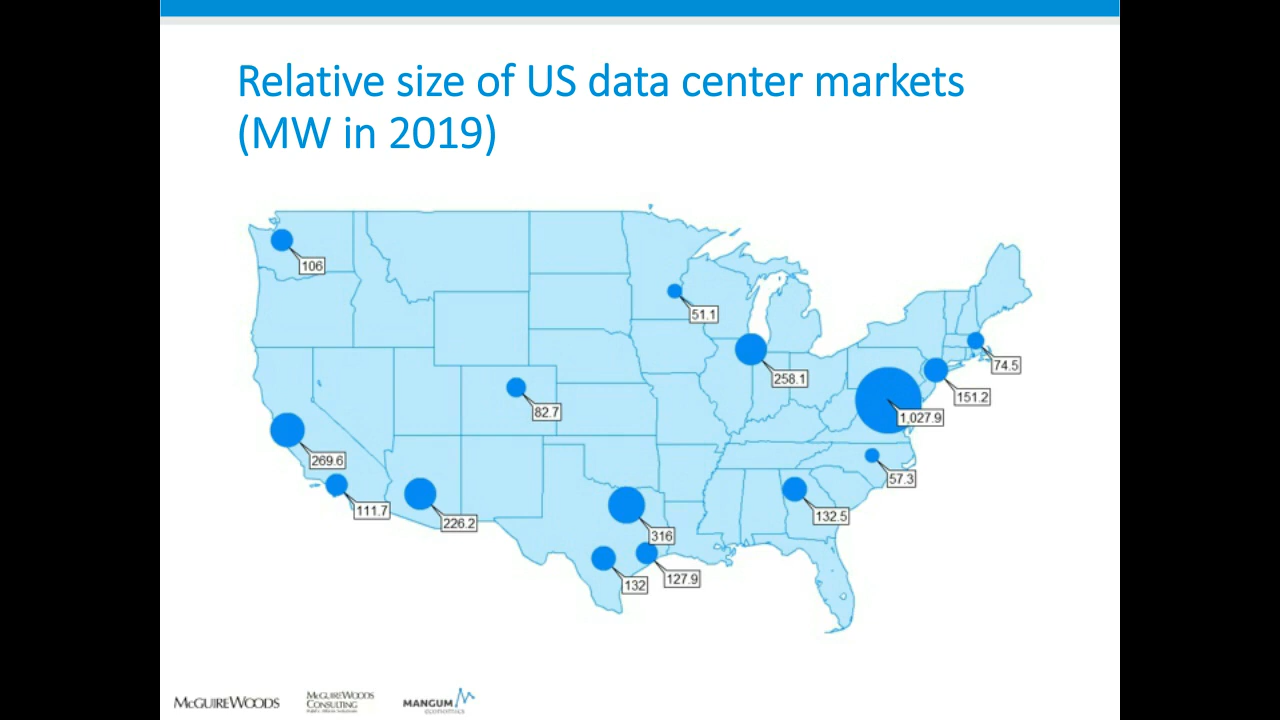 Relative size of US data center markets
(MW in 2019)
106
51.1
258.1
74.5
151.2
1,027.9
82.7
57.3
269.6
111.7
226.2
132.5
316
132
127.9
McGUIREWOODS
McGUIREWOODS
CONSULTING
MANGUM
ECONOMICS